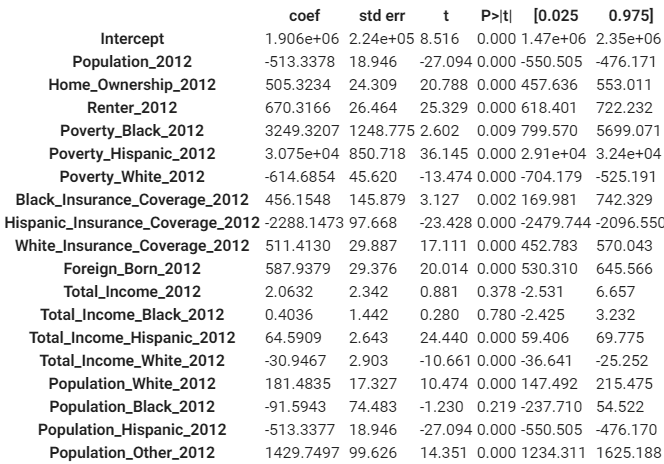 coef std err t P>|t| [0.025 0.975]
Intercept 1.906e+06 2.24e+05 8.516 0.000 1.47e+06 2.35e+06
Population_2012 -513.3378 18.946 -27.094 0.000 -550.505 -476.171
Home_Ownership_2012 505.3234 24.309 20.788 0.000 457.636 553.011
Renter_2012 670.3166 26.464 25.329 0.000 618.401 722.232
Poverty_Black_2012 3249.3207 1248.775 2.602 0.009 799.570 5699.071
Poverty_Hispanic_2012 3.075e+04 850.718 36.145 0.000 2.91e+04 3.24e+04
Poverty_White_2012 -614.6854 45.620 -13.474 0.000 -704.179 -525.191
Black_Insurance_Coverage_2012 456.1548 145.879 3.127 0.002 169.981 742.329
Hispanic_Insurance_Coverage_2012 -2288.1473 97.668 -23.428 0.000 -2479.744 -2096.550
White_Insurance_Coverage_2012 511.4130 29.887 17.111 0.000 452.783 570.043
Foreign_Born_2012 587.9379 29.376 20.014 0.000 530.310 645.566
Total_Income_2012 2.0632 2.342 0.881 0.378 -2.531 6.657
Total_Income_Black_2012 0.4036 1.442 0.280 0.780 -2.425 3.232
Total_Income_Hispanic_2012 64.5909 2.643 24.440 0.000 59.406 69.775
Total_Income_White_2012 -30.9467 2.903 -10.661 0.000 -36.641 -25.252
Population_White_2012 181.4835 17.327 10.474 0.000 147.492 215.475
Population_Black_2012 -91.5943 74.483 -1.230 0.219 -237.710 54.522
Population_Hispanic_2012 -513.3377 18.946 -27.094 0.000 -550.505 -476.170
Population_Other_2012 1429.7497 99.626 14.351 0.000 1234.311 1625.188